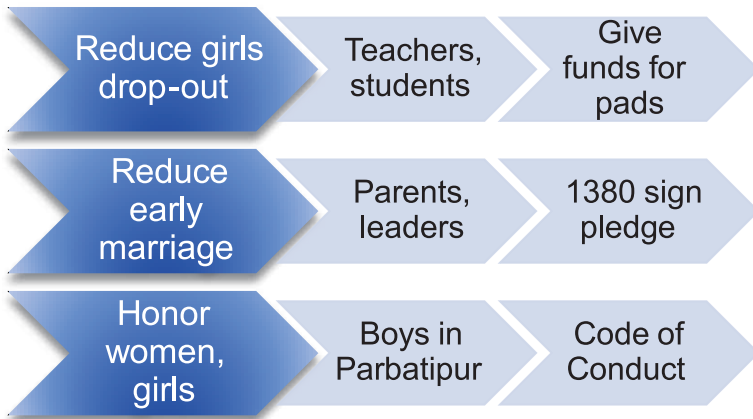 Reduce girls
drop-out
Teachers,
students
Give
funds for
pads
Reduce
early
marriage
Parents,
leaders
1380 sign
pledge
Honor
women,
girls
Boys in
Parbatipur
Code of
Conduct